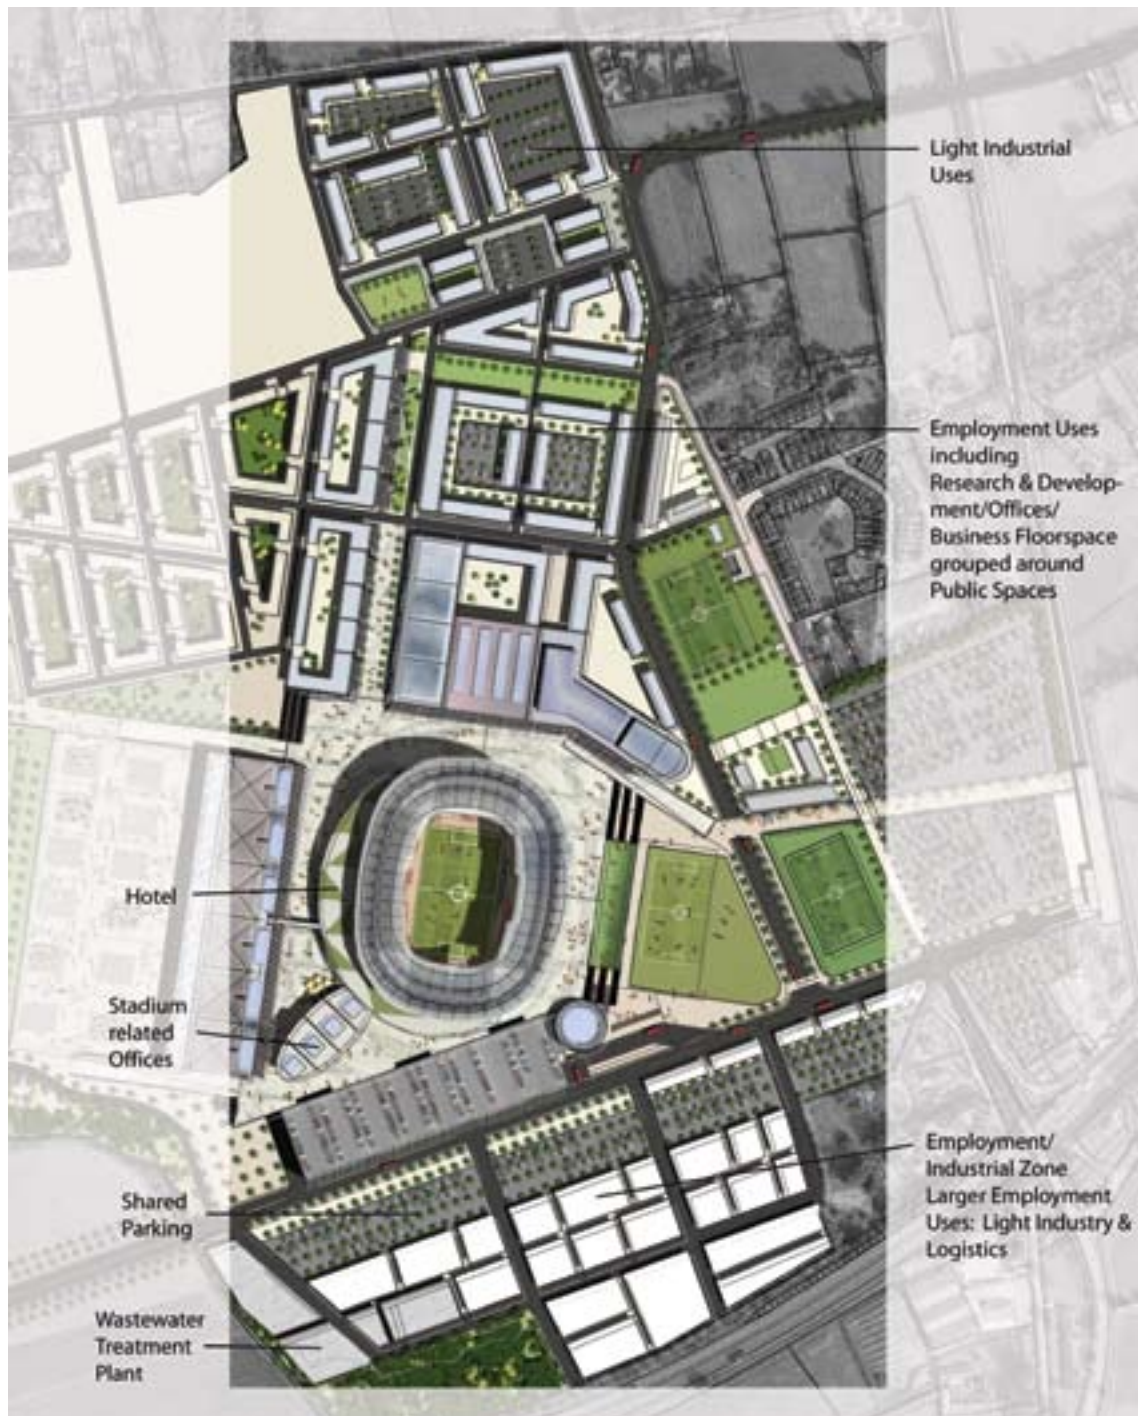 Light Industrial
Uses
Employment Uses
including
Research & Develop-
ment/Offices/
Business Floorspace
grouped around
Public Spaces
Hotel
Stadium
related
Offices
Employment/
Industrial Zone
Larger Employment
Uses: Light Industry &
Logistics
Shared
Parking
Wastewater
Treatment
Plant